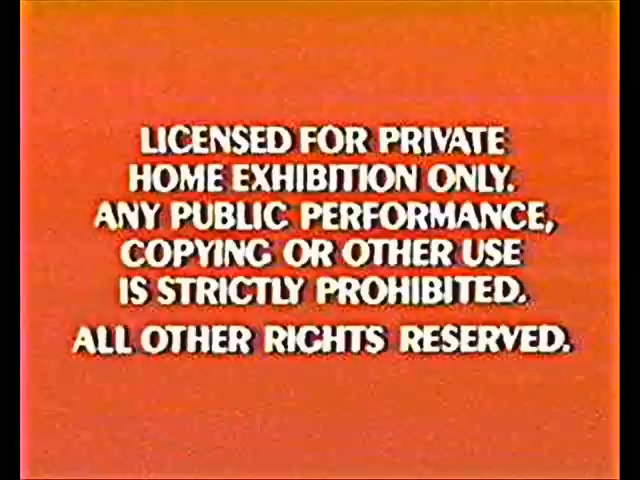 LICENSED FOR PRIVATE
HOME EXHIBITION ONLY.
ANY PUBLIC PERFORMANCE,
COPYING OR OTHER USE
IS STRICTLY PROHIBITED.
ALL OTHER RIGHTS RESERVED.